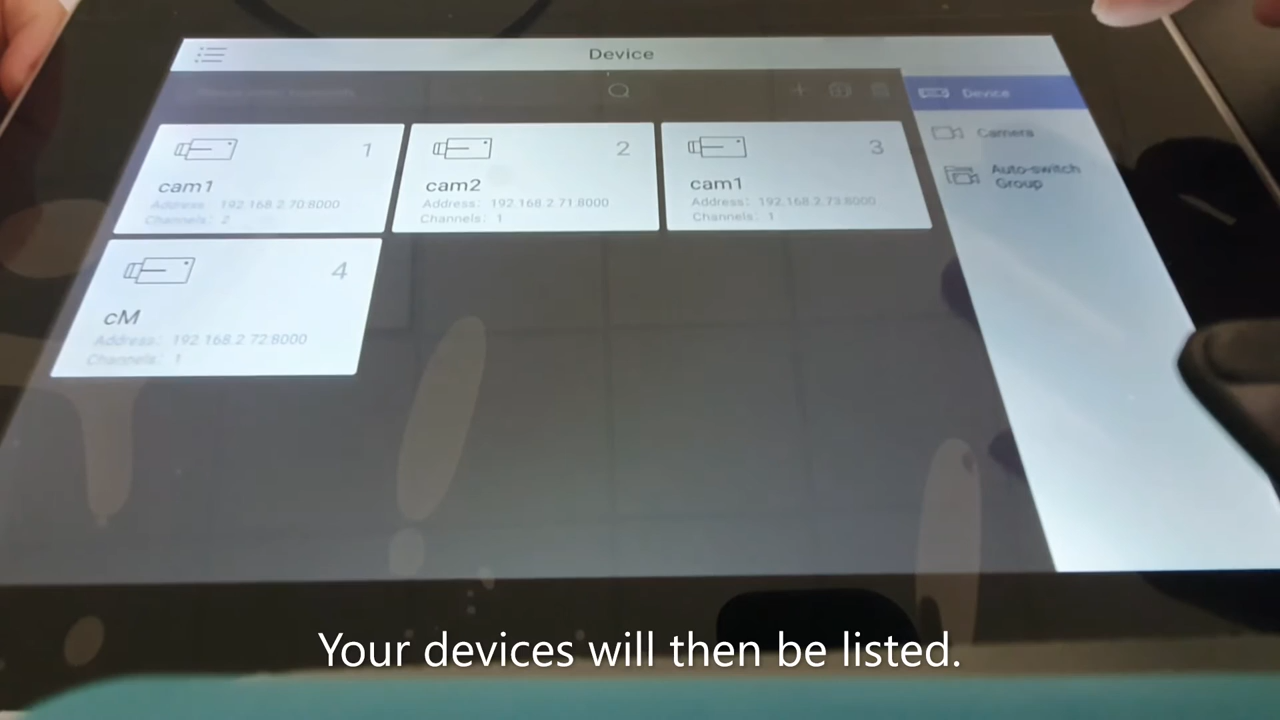 Device
Device
1
2
3
Camera
cam1
cam2
cam1
Auto-switch
Group
Address: 192.168.2.70:8000
Address: 192.168.2.71:8000
Address: 192.168.2.73:8000
Channels: 2
Channels: 1
Channels: 1
4
cM
Address: 192.168.2.72:8000
Channels: 1
Your devices will then be listed.